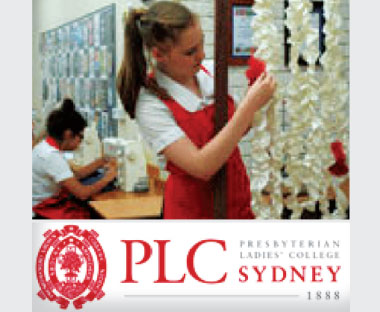 PLC
PRESBYTERIAN
LADIES' COLLEGE
SYDNEY
1888